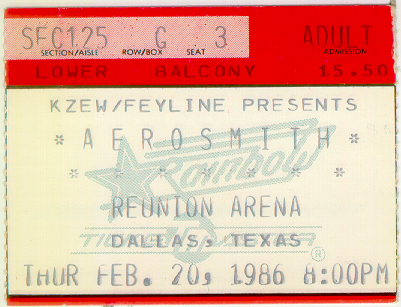 SEC125 G 3 ADULT
SECTION/AISLE ROW/BOX SEAT ADMISSION
LOWER BALCONY 15.50
KZEW/FEYLINE PRESENTS
* AEROSMITH *
* * * * * * *
Rainbow
REUNION ARENA
DALLAS, TEXAS
®
THUR FEB. 20, 1986 8:00PM